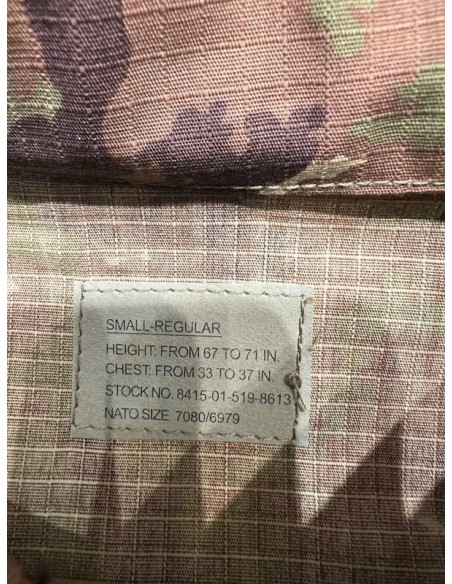 SMALL-REGULAR
HEIGHT: FROM 67 TO 71 IN.
CHEST: FROM 33 TO 37 IN.
STOCK NO. 8415-01-519-8613
NATO SIZE 7080/6979